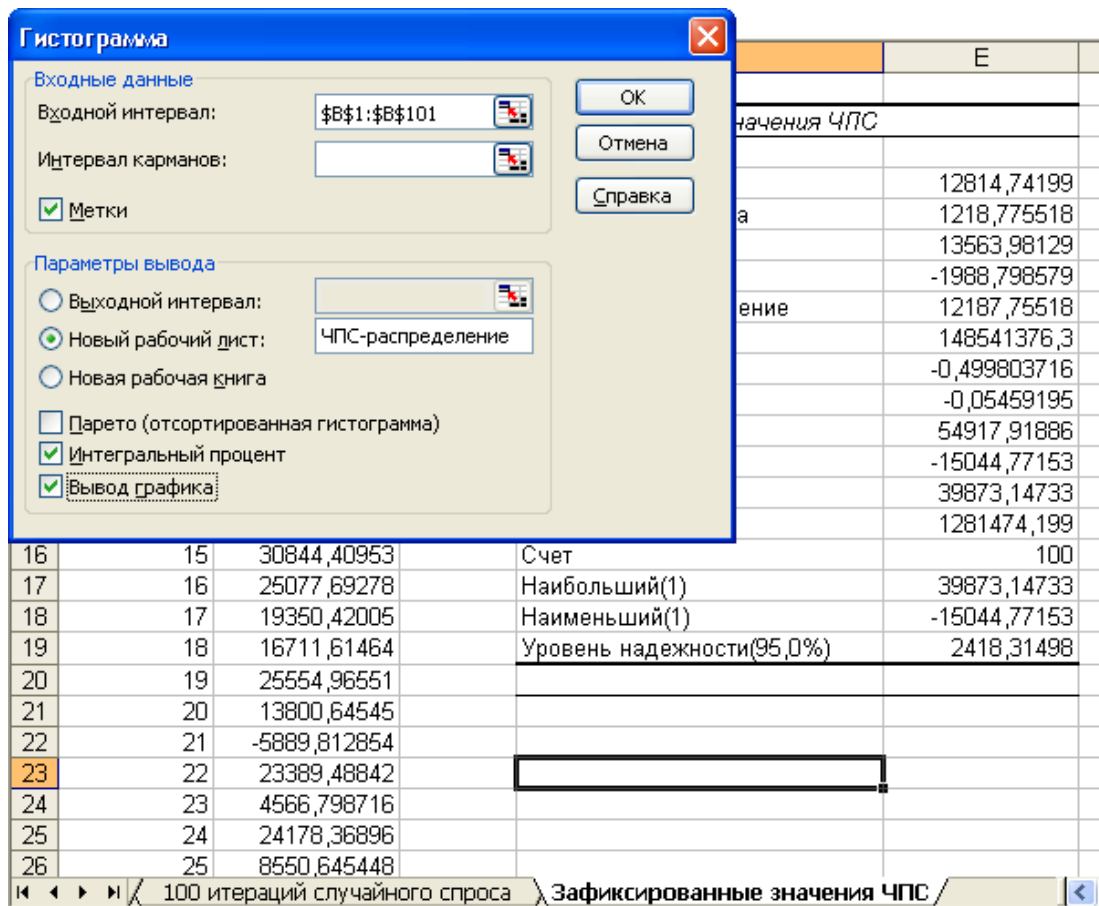 Гистограмма
Входные данные
Входной интервал: $B$1:$B$101
Интервал карманов:
Метки
OK
Отмена
Справка
Параметры вывода
Выходной интервал:
Новый рабочий лист: ЧПС-распределение
Новая рабочая книга
Парето (отсортированная гистограмма)
Интегральный процент
Вывод графика
E
ЧПС
12814,74199
а 1218,775518
13563,98129
-1988,798579
ение 12187,75518
148541376,3
-0,499803716
-0,05459195
54917,91886
-15044,77153
39873,14733
1281474,199
16 15 30844,40953 Счет 100
17 16 25077,69278 Наибольший(1) 39873,14733
18 17 19350,42005 Наименьший(1) -15044,77153
19 18 16711,61464 Уровень надежности(95,0%) 2418,31498
20 19 25554,96551
21 20 13800,64545
22 21 -5889,812854
23 22 23389,48842
24 23 4566,798716
25 24 24178,36896
26 25 8550,645448
100 итераций случайного спроса Зафиксированные значения ЧПС